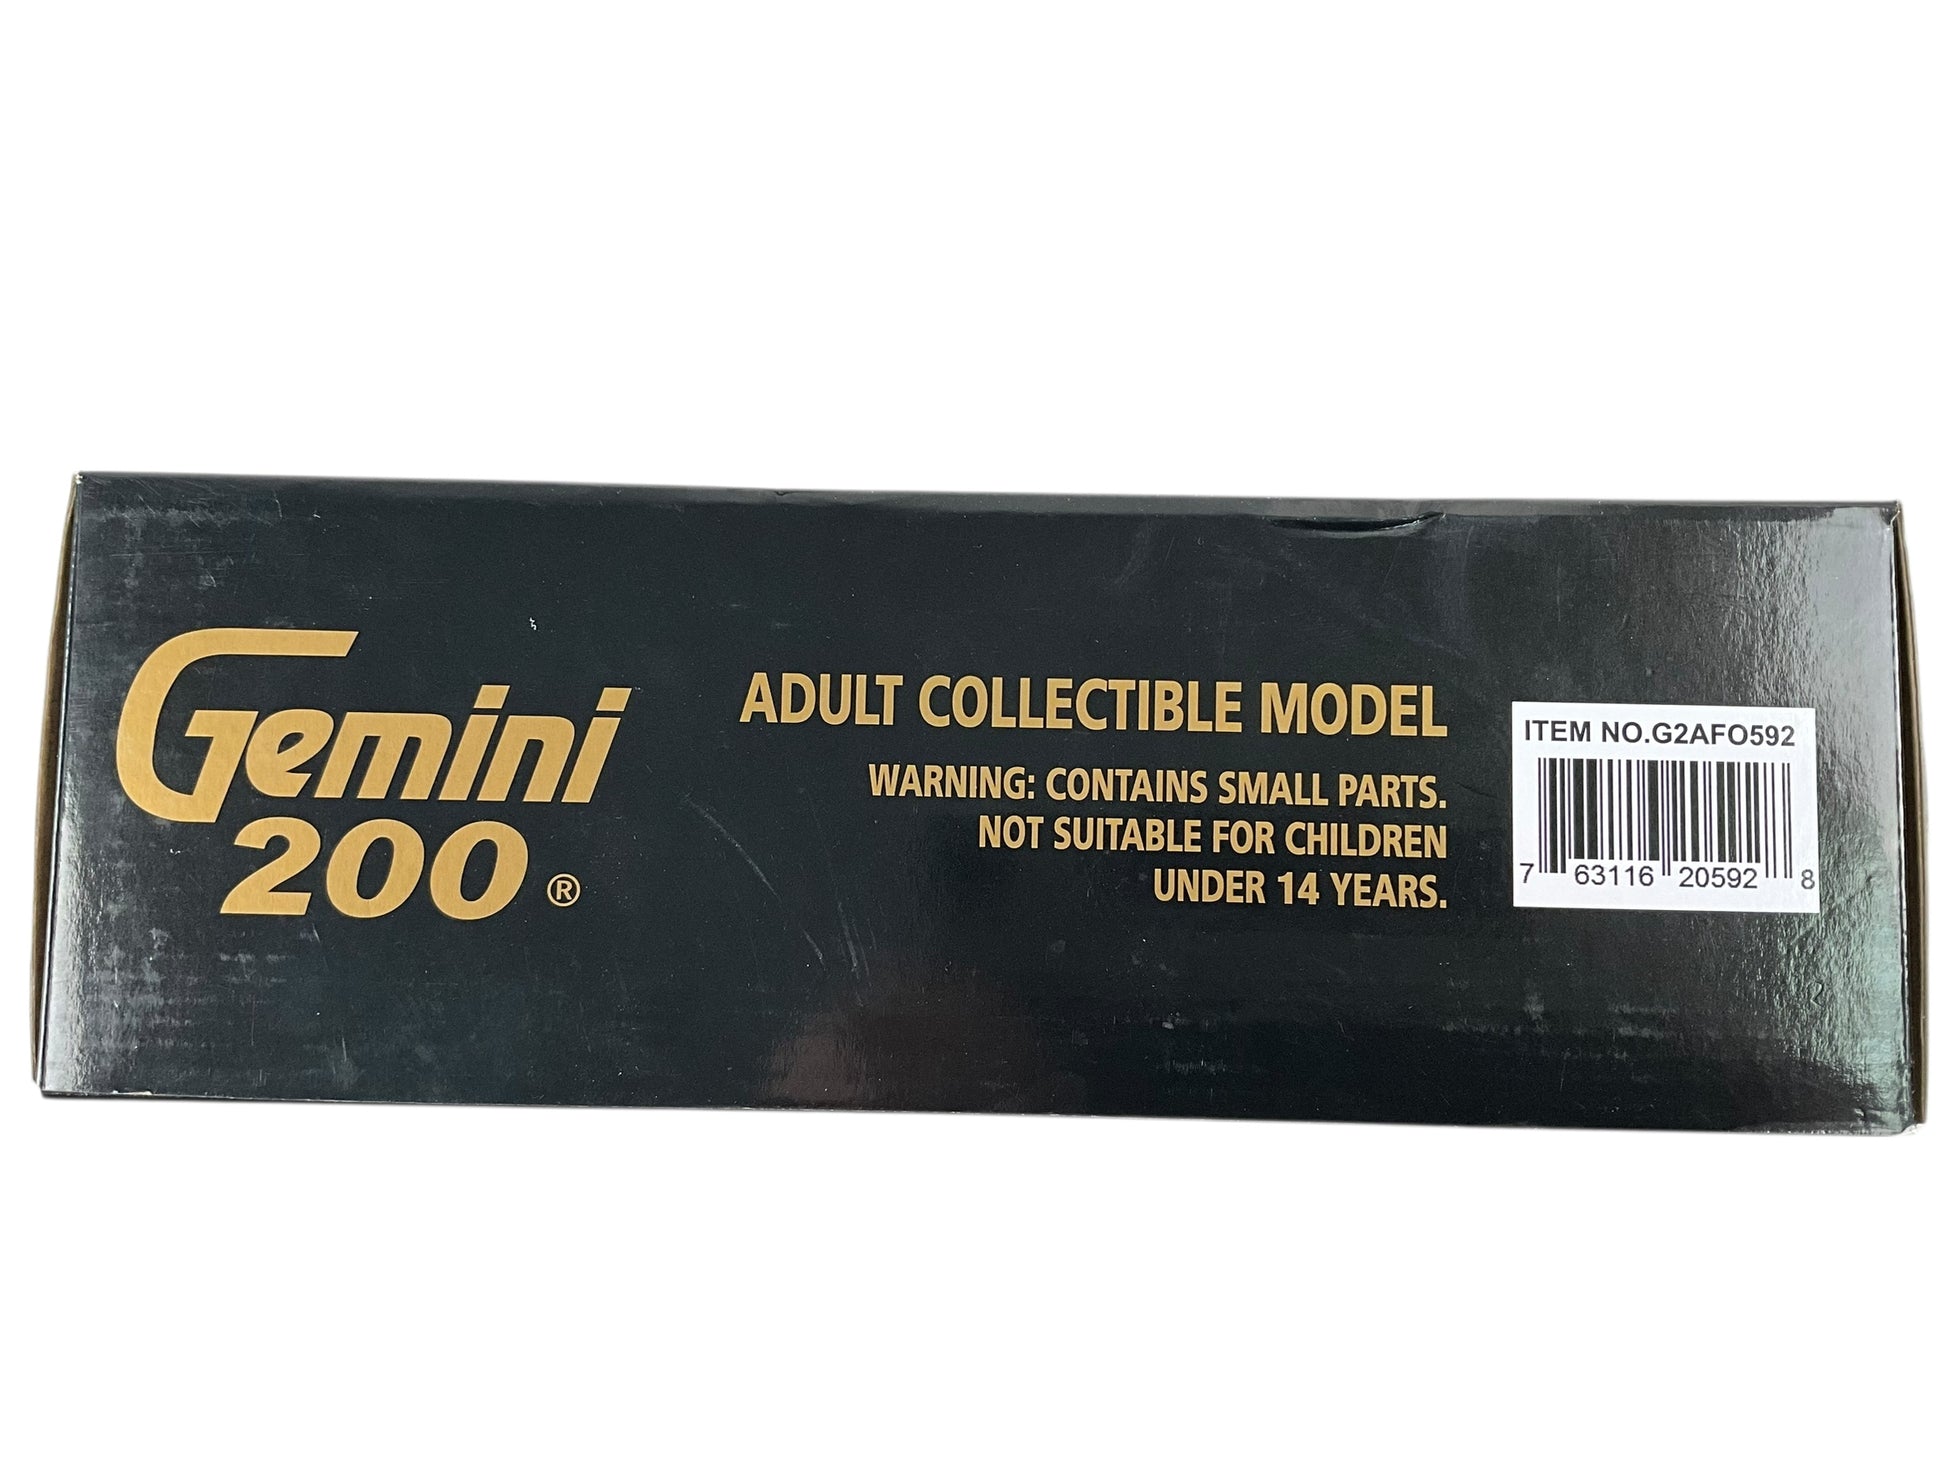 Gemini
200 ®
ADULT COLLECTIBLE MODEL
WARNING: CONTAINS SMALL PARTS.
NOT SUITABLE FOR CHILDREN
UNDER 14 YEARS.
ITEM NO.G2AFO592
7 63116 20592 8